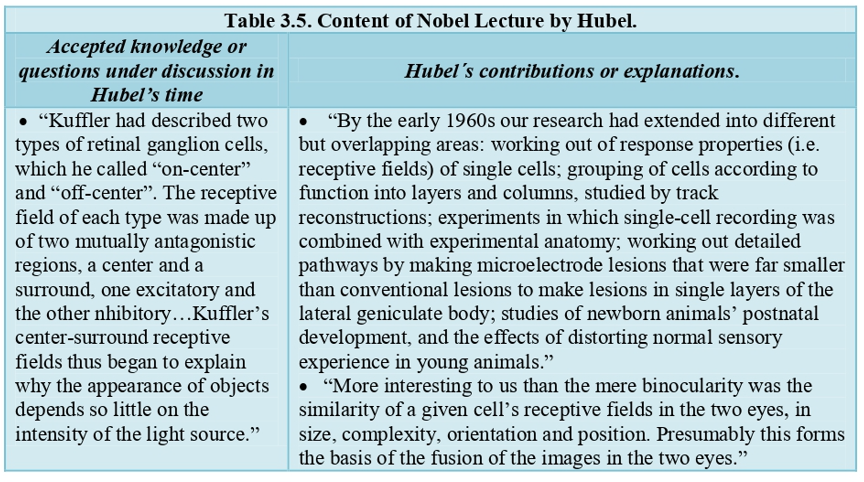 Table 3.5. Content of Nobel Lecture by Hubel.
Accepted knowledge or
questions under discussion in
Hubel’s time
Hubel´s contributions or explanations.
• “Kuffler had described two
types of retinal ganglion cells,
which he called “on-center”
and “off-center”. The receptive
field of each type was made up
of two mutually antagonistic
regions, a center and a
surround, one excitatory and
the other nhibitory…Kuffler’s
center-surround receptive
fields thus began to explain
why the appearance of objects
depends so little on the
intensity of the light source.”
• “By the early 1960s our research had extended into different
but overlapping areas: working out of response properties (i.e.
receptive fields) of single cells; grouping of cells according to
function into layers and columns, studied by track
reconstructions; experiments in which single-cell recording was
combined with experimental anatomy; working out detailed
pathways by making microelectrode lesions that were far smaller
than conventional lesions to make lesions in single layers of the
lateral geniculate body; studies of newborn animals’ postnatal
development, and the effects of distorting normal sensory
experience in young animals.”
• “More interesting to us than the mere binocularity was the
similarity of a given cell’s receptive fields in the two eyes, in
size, complexity, orientation and position. Presumably this forms
the basis of the fusion of the images in the two eyes.”